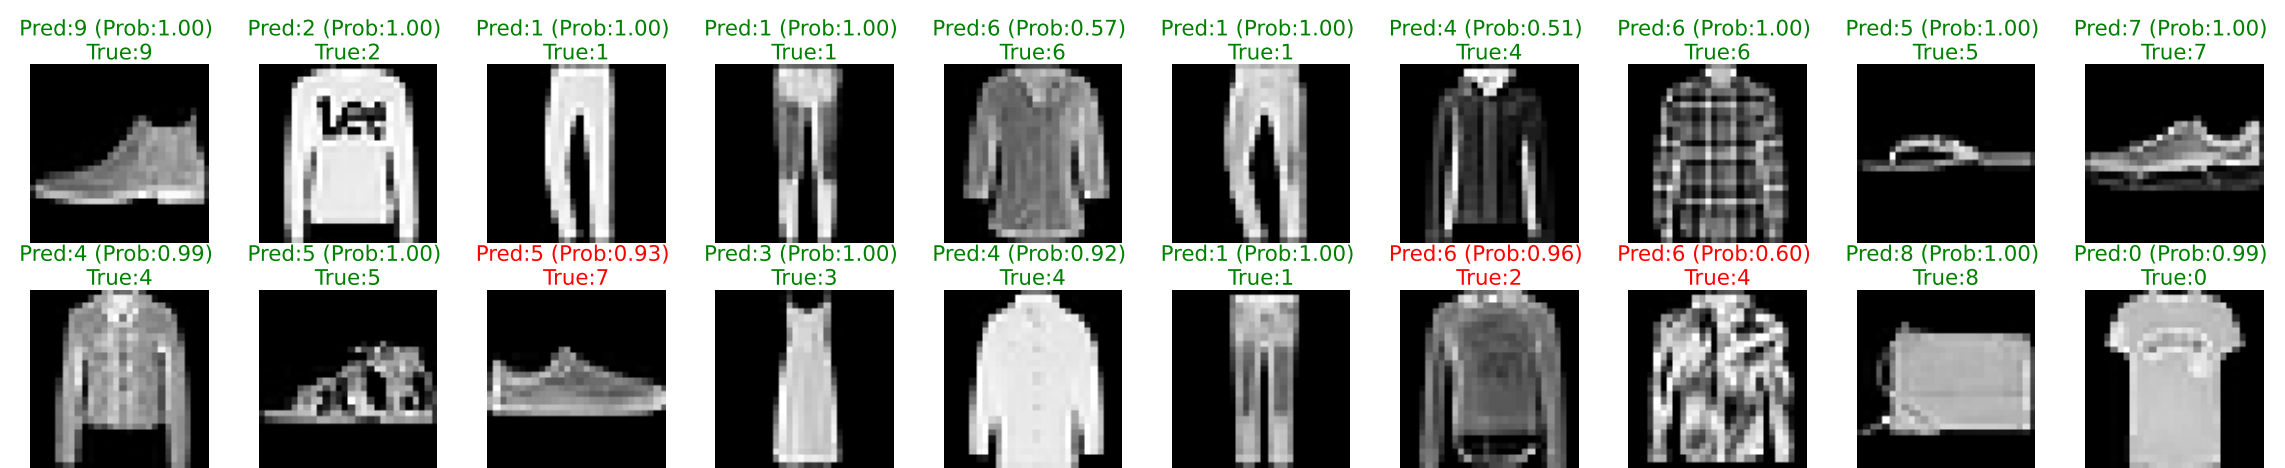 Pred:9 (Prob:1.00) Pred:2 (Prob:1.00) Pred:1 (Prob:1.00) Pred:1 (Prob:1.00) Pred:6 (Prob:0.57) Pred:1 (Prob:1.00) Pred:4 (Prob:0.51) Pred:6 (Prob:1.00) Pred:5 (Prob:1.00) Pred:7 (Prob:1.00)
True:9 True:2 True:1 True:1 True:6 True:1 True:4 True:6 True:5 True:7
Lee
Pred:4 (Prob:0.99) Pred:5 (Prob:1.00) Pred:5 (Prob:0.93) Pred:3 (Prob:1.00) Pred:4 (Prob:0.92) Pred:1 (Prob:1.00) Pred:6 (Prob:0.96) Pred:6 (Prob:0.60) Pred:8 (Prob:1.00) Pred:0 (Prob:0.99)
True:4 True:5 True:7 True:3 True:4 True:1 True:2 True:4 True:8 True:0